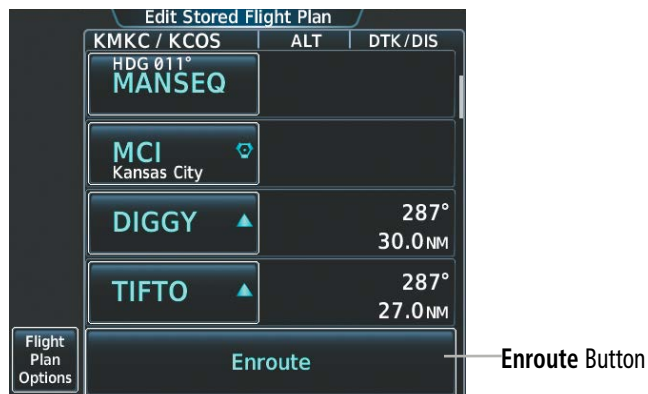 Edit Stored Flight Plan
KMKC / KCOS ALT DTK/DIS
HDG 011°
MANSEQ
MCI
Kansas City
DIGGY 287°
30.0NM
TIFTO 287°
27.0NM
Flight
Plan
Options
Enroute
Enroute Button